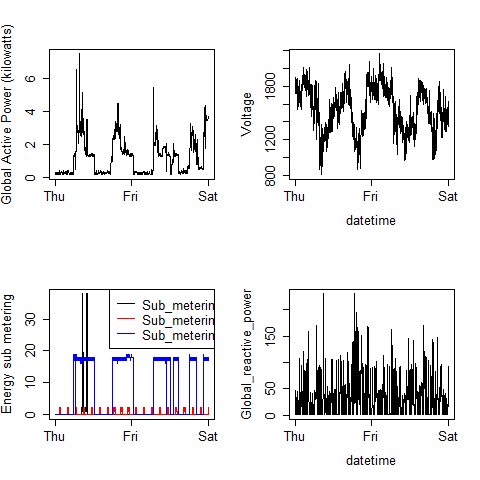 Global Active Power (kilowatts)
0 2 4 6
Thu Fri Sat
Voltage
800 1200 1800
Thu Fri Sat
datetime
Energy sub metering
0 10 20 30
Sub_meterin
Sub_meterin
Sub_meterin
Thu Fri Sat
Global_reactive_power
0 50 150
Thu Fri Sat
datetime